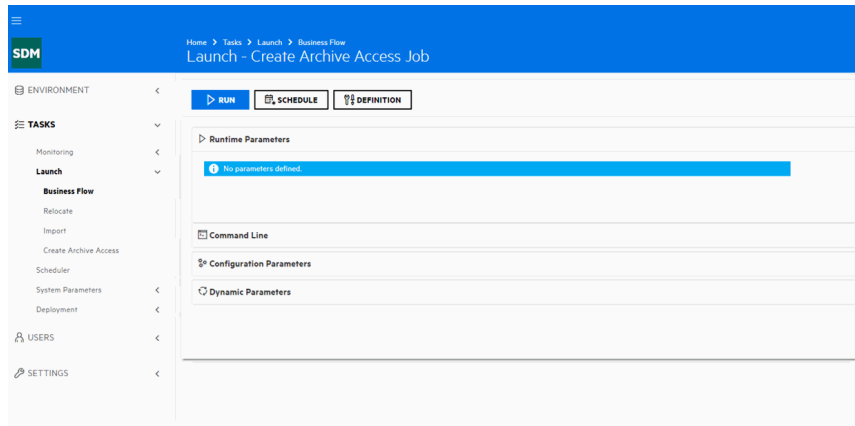 SDM
Home > Tasks > Launch > Business Flow
Launch - Create Archive Access Job
ENVIRONMENT
TASKS
Monitoring
Launch
Business Flow
Relocate
Import
Create Archive Access
Scheduler
System Parameters
Deployment
USERS
SETTINGS
RUN
SCHEDULE
DEFINITION
Runtime Parameters
No parameters defined.
Command Line
Configuration Parameters
Dynamic Parameters